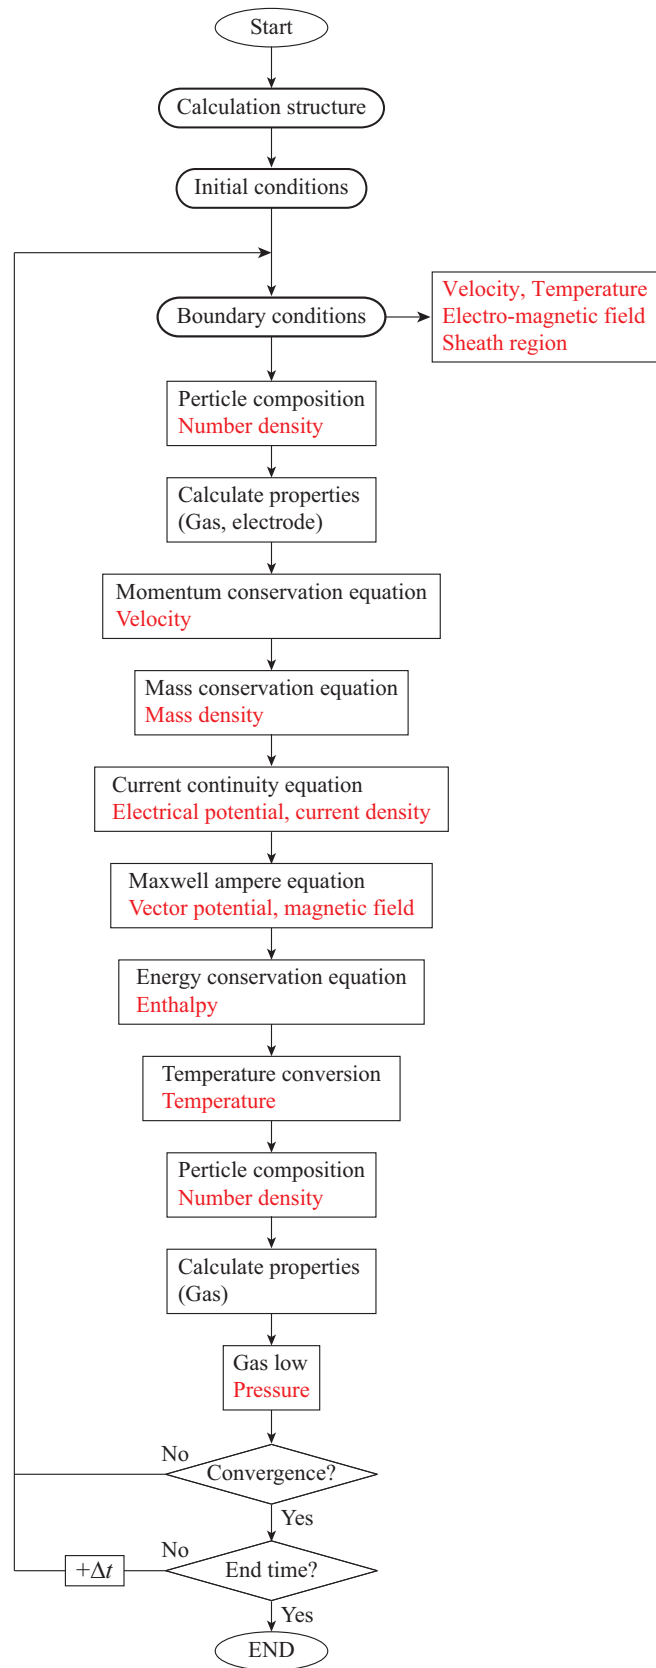 Start
Calculation structure
Initial conditions
Boundary conditions
Velocity, Temperature
Electro-magnetic field
Sheath region
Perticle composition
Number density
Calculate properties
(Gas, electrode)
Momentum conservation equation
Velocity
Mass conservation equation
Mass density
Current continuity equation
Electrical potential, current density
Maxwell ampere equation
Vector potential, magnetic field
Energy conservation equation
Enthalpy
Temperature conversion
Temperature
Perticle composition
Number density
Calculate properties
(Gas)
Gas low
Pressure
No
Convergence?
Yes
No
+Δt
End time?
Yes
END